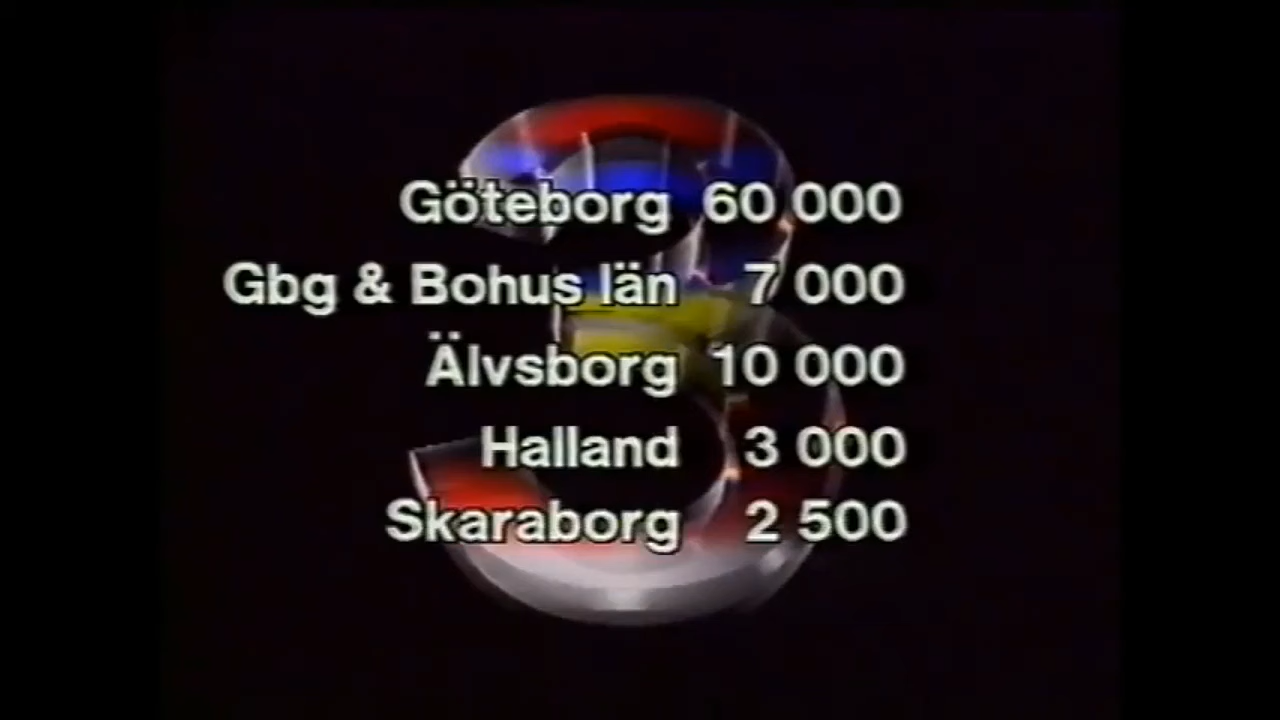 Göteborg 60 000
Gbg & Bohus län 7 000
Älvsborg 10 000
Halland 3 000
Skaraborg 2 500